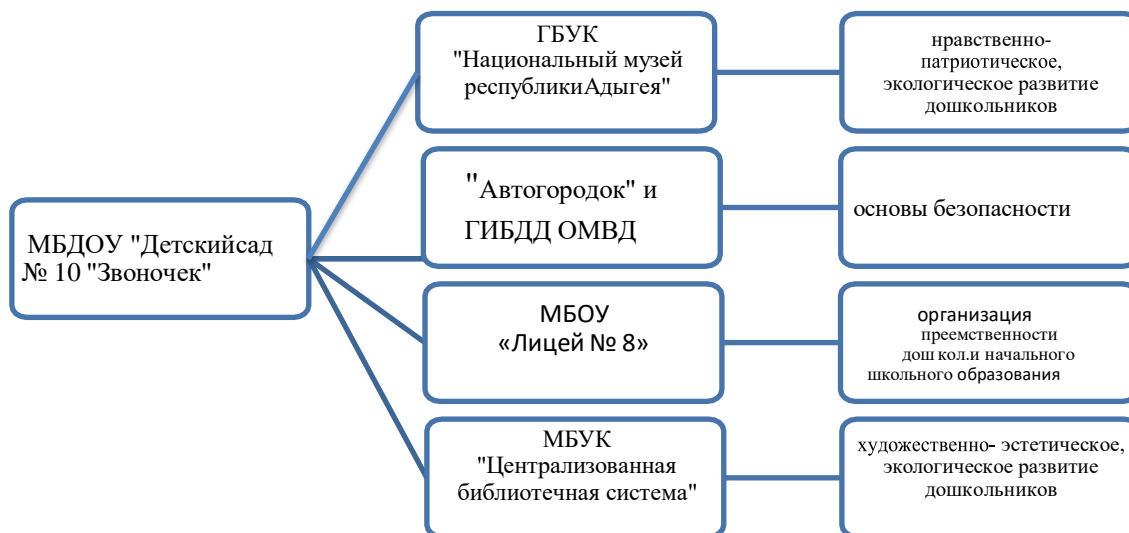 МБДОУ "Детскийсад
№ 10 "Звоночек"
ГБУК
"Национальный музей
республикиАдыгея"
нравственно-
патриотическое,
экологическое развитие
дошкольников
"Автогородок" и
ГИБДД ОМВД
основы безопасности
МБОУ
«Лицей № 8»
организация
преемственности
дош кол.и начального
школьного образования
МБУК
"Централизованная
библиотечная система"
художественно- эстетическое,
экологическое развитие
дошкольников